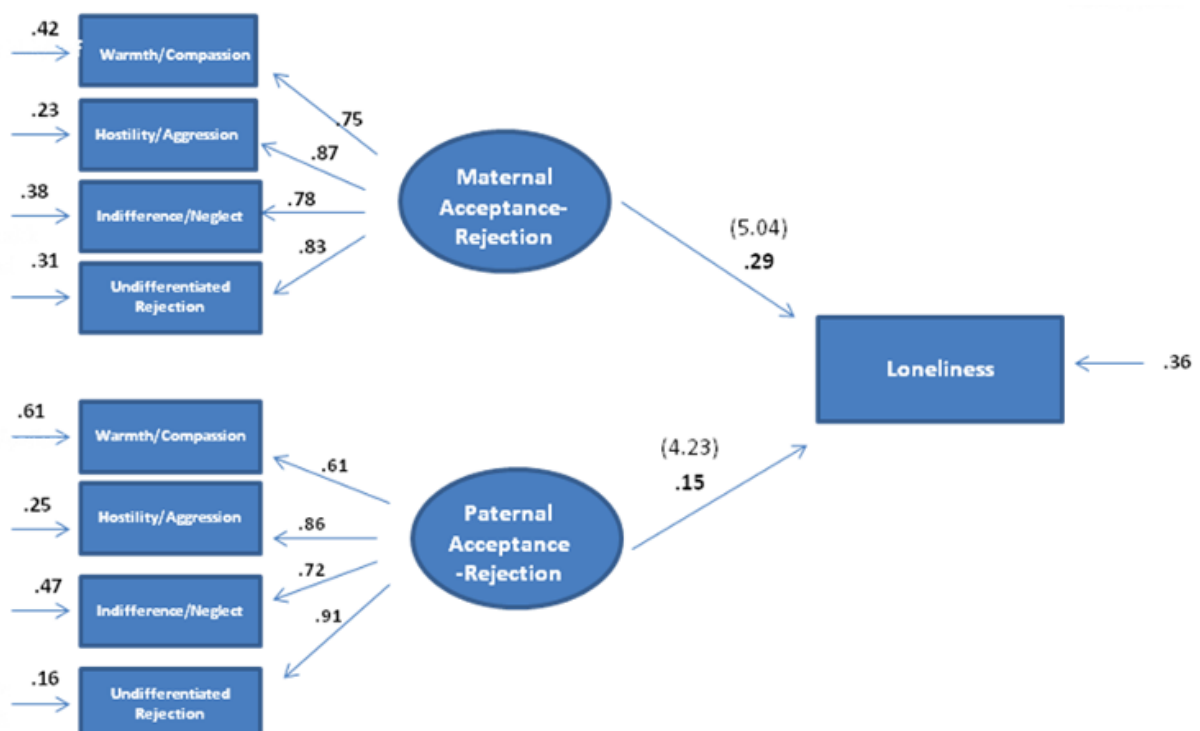 .42
Warmth/Compassion
.23
Hostility/Aggression
.38
Indifference/Neglect
.31
Undifferentiated
Rejection
.75
.87
.78
.83
Maternal
Acceptance-
Rejection
(5.04)
.29
Loneliness
.36
.61
Warmth/Compassion
.25
Hostility/Aggression
.47
Indifference/Neglect
.16
Undifferentiated
Rejection
.61
.86
.72
.91
Paternal
Acceptance
-Rejection
(4.23)
.15